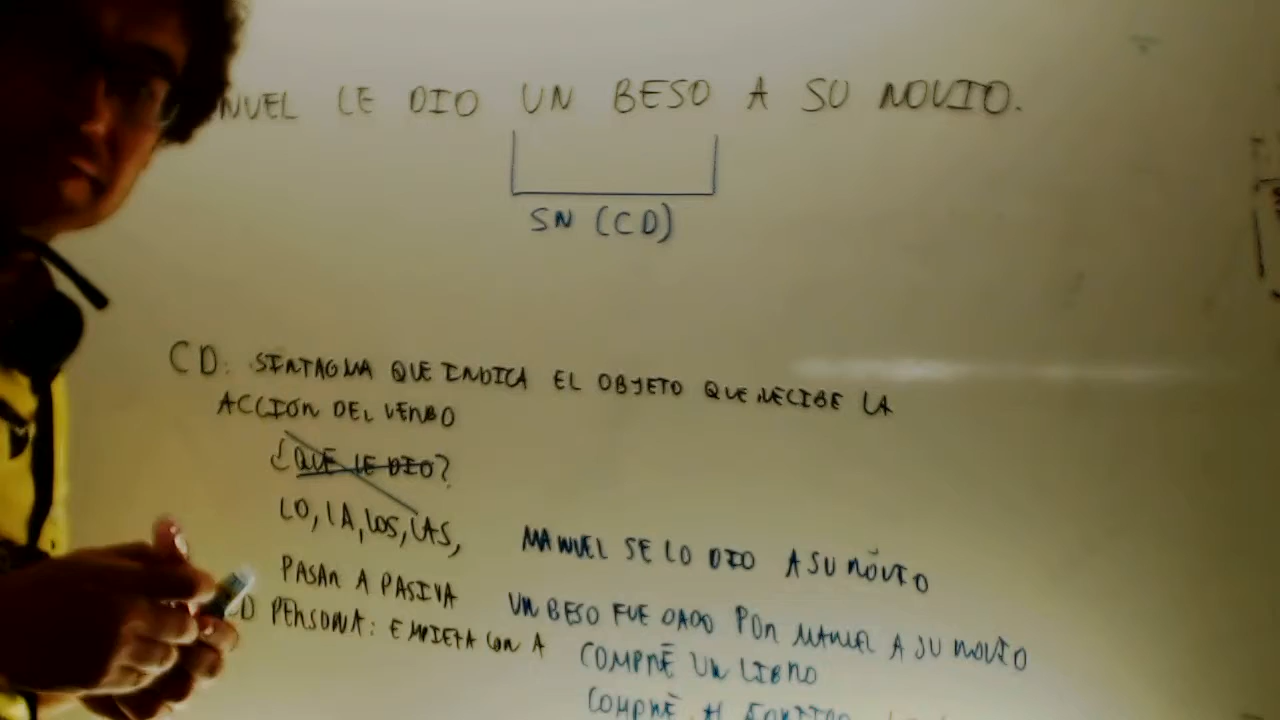 NUEL LE DIO UN BESO A SU NOVIO.
SN (CD)
CD: SINTAGMA QUE INDICA EL OBJETO QUE RECIBE LA
ACCIÓN DEL VERBO
¿QUE LE DIO?
LO, LA, LOS, LAS,
MANUEL SE LO DIO A SU NOVIO
PASAR A PASIVA
UN BESO FUE DADO POR MANUEL A SU NOVIO
CD PERSONA: EMPIEZA CON A
COMPRÉ UN LIBRO
COMPRÉ